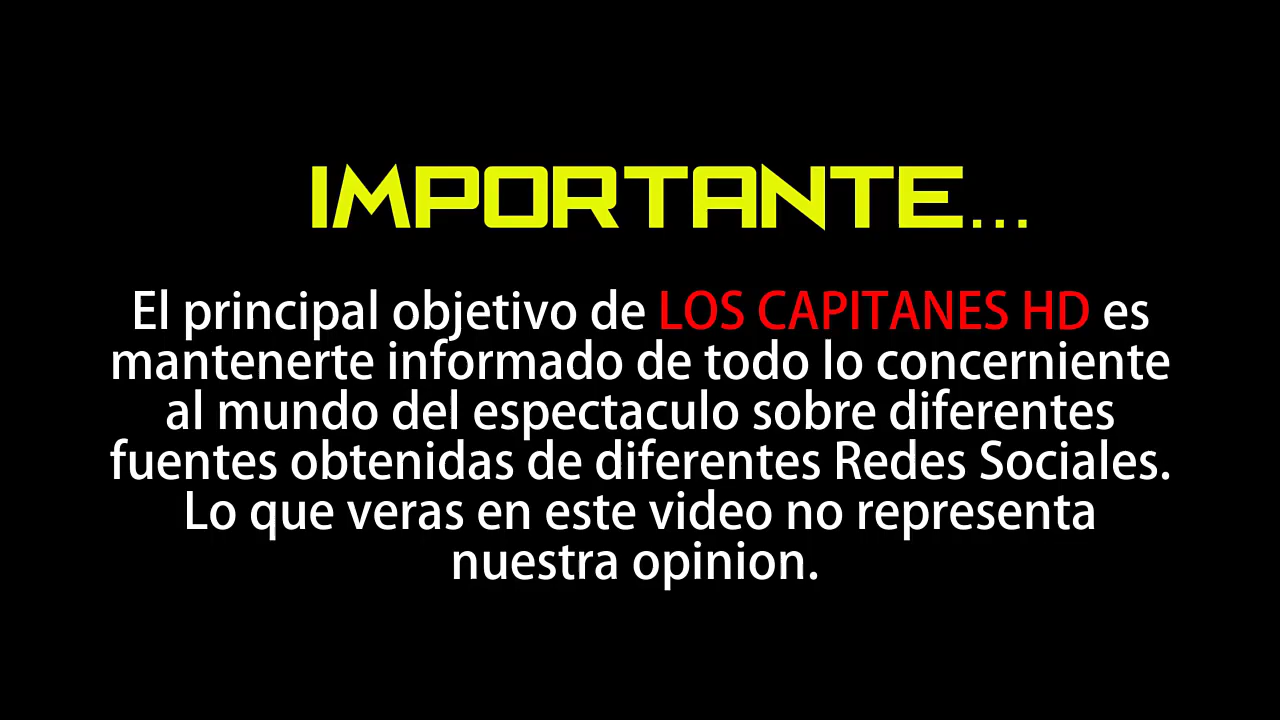 IMPORTANTE...
El principal objetivo de LOS CAPITANES HD es
mantenerte informado de todo lo concerniente
al mundo del espectaculo sobre diferentes
fuentes obtenidas de diferentes Redes Sociales.
Lo que veras en este video no representa
nuestra opinion.